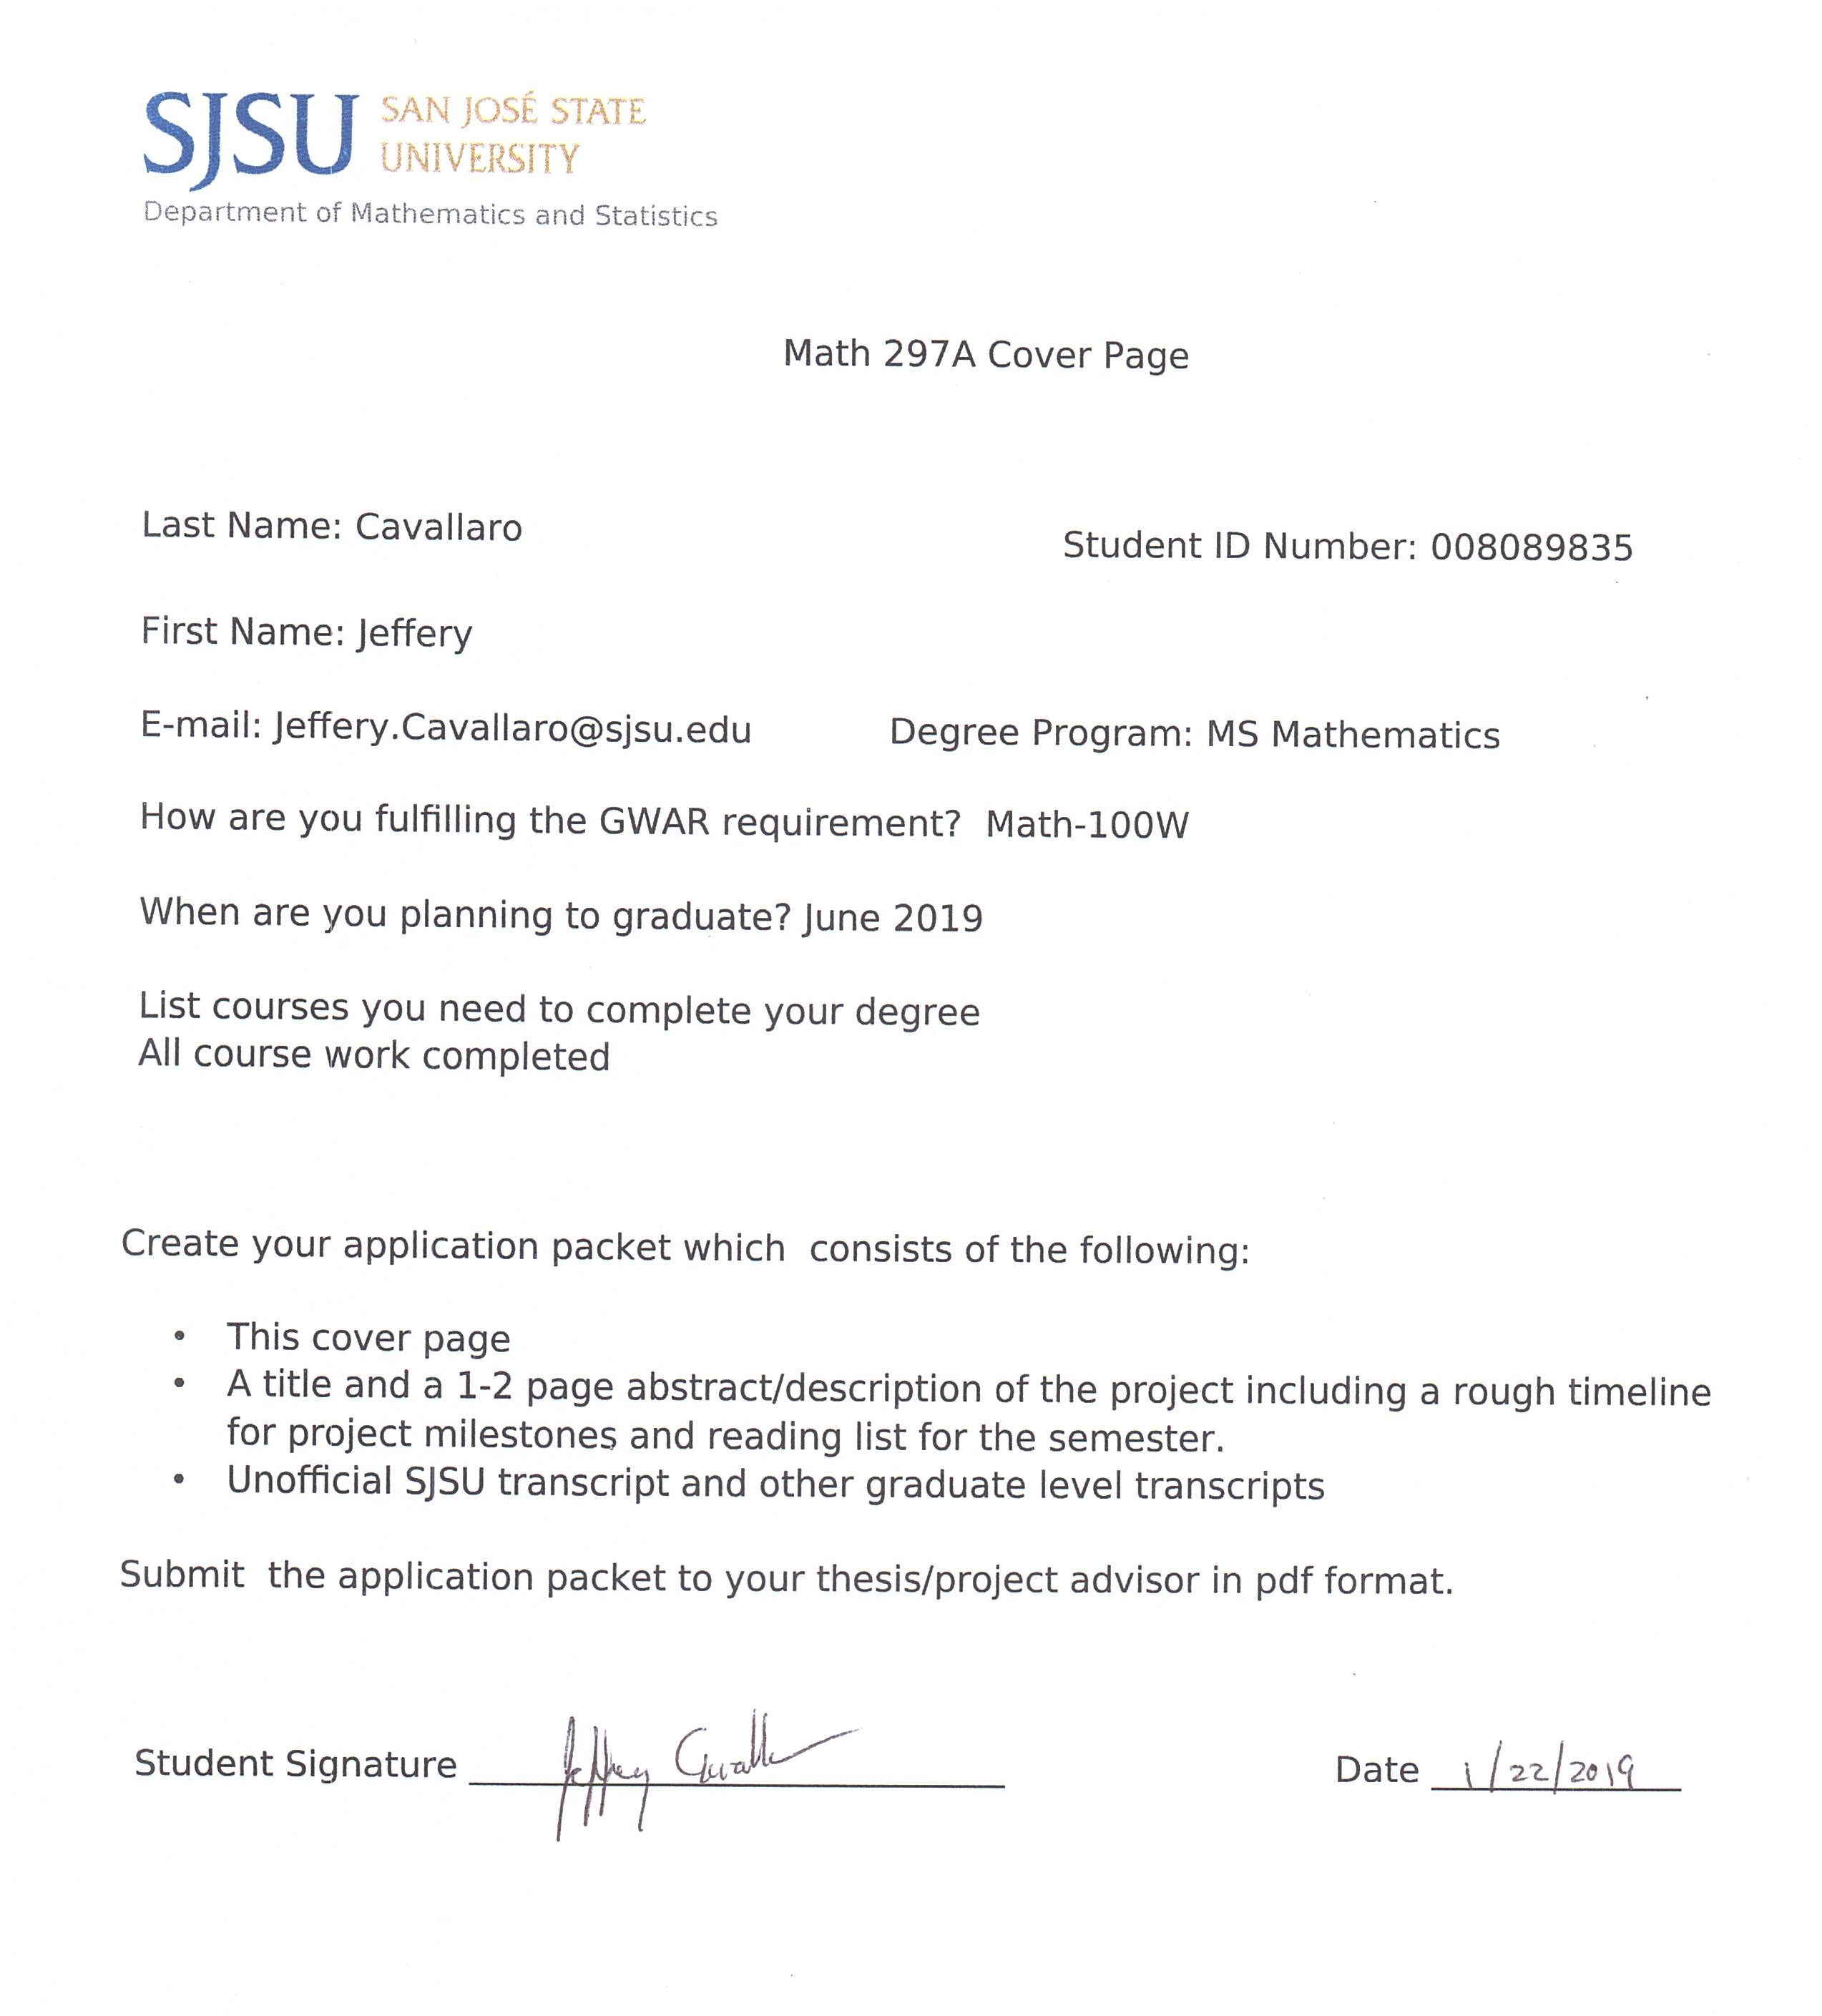 SJSU SAN JOSÉ STATE
UNIVERSITY
Department of Mathematics and Statistics
Math 297A Cover Page
Last Name: Cavallaro
Student ID Number: 008089835
First Name: Jeffery
E-mail: Jeffery.Cavallaro@sjsu.edu Degree Program: MS Mathematics
How are you fulfilling the GWAR requirement? Math-100W
When are you planning to graduate? June 2019
List courses you need to complete your degree
All course work completed
Create your application packet which consists of the following:
• This cover page
• A title and a 1-2 page abstract/description of the project including a rough timeline
for project milestones and reading list for the semester.
• Unofficial SJSU transcript and other graduate level transcripts
Submit the application packet to your thesis/project advisor in pdf format.
Student Signature Jeffery Cavallaro Date 1/22/2019